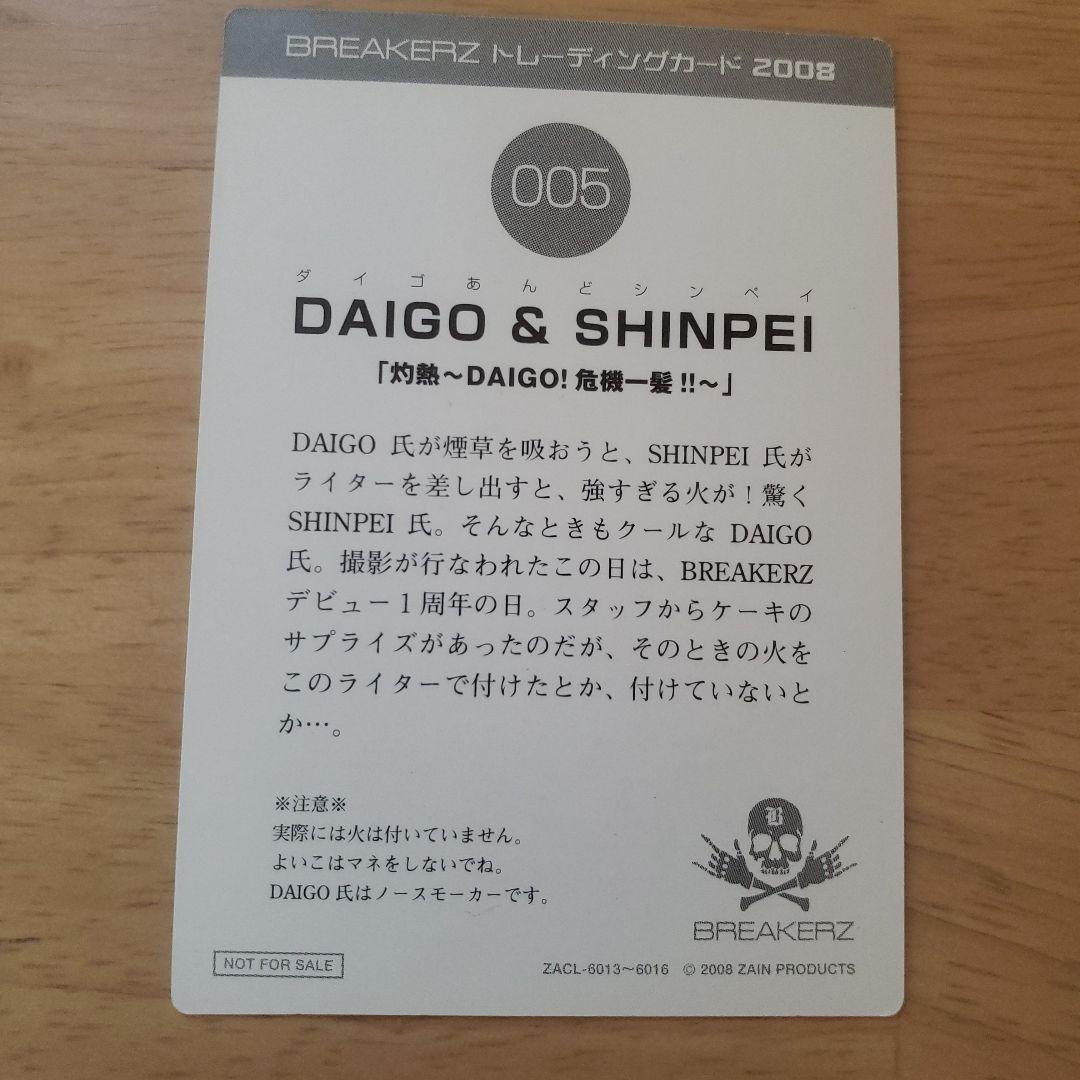 BREAKERZ トレーディングカード 2008
005
ダイゴあんどシンペイ
DAIGO & SHINPEI
「灼熱～DAIGO! 危機一髪!!～」
DAIGO 氏が煙草を吸おうと、SHINPEI 氏が
ライターを差し出すと、強すぎる火が！驚く
SHINPEI 氏。そんなときもクールな DAIGO
氏。撮影が行なわれたこの日は、BREAKERZ
デビュー１周年の日。スタッフからケーキの
サプライズがあったのだが、そのときの火を
このライターで付けたとか、付けていないと
か…。
※注意※
実際には火は付いていません。
よいこはマネをしないでね。
DAIGO 氏はノースモーカーです。
B
BREAKERZ
NOT FOR SALE
ZACL-6013～6016 © 2008 ZAIN PRODUCTS